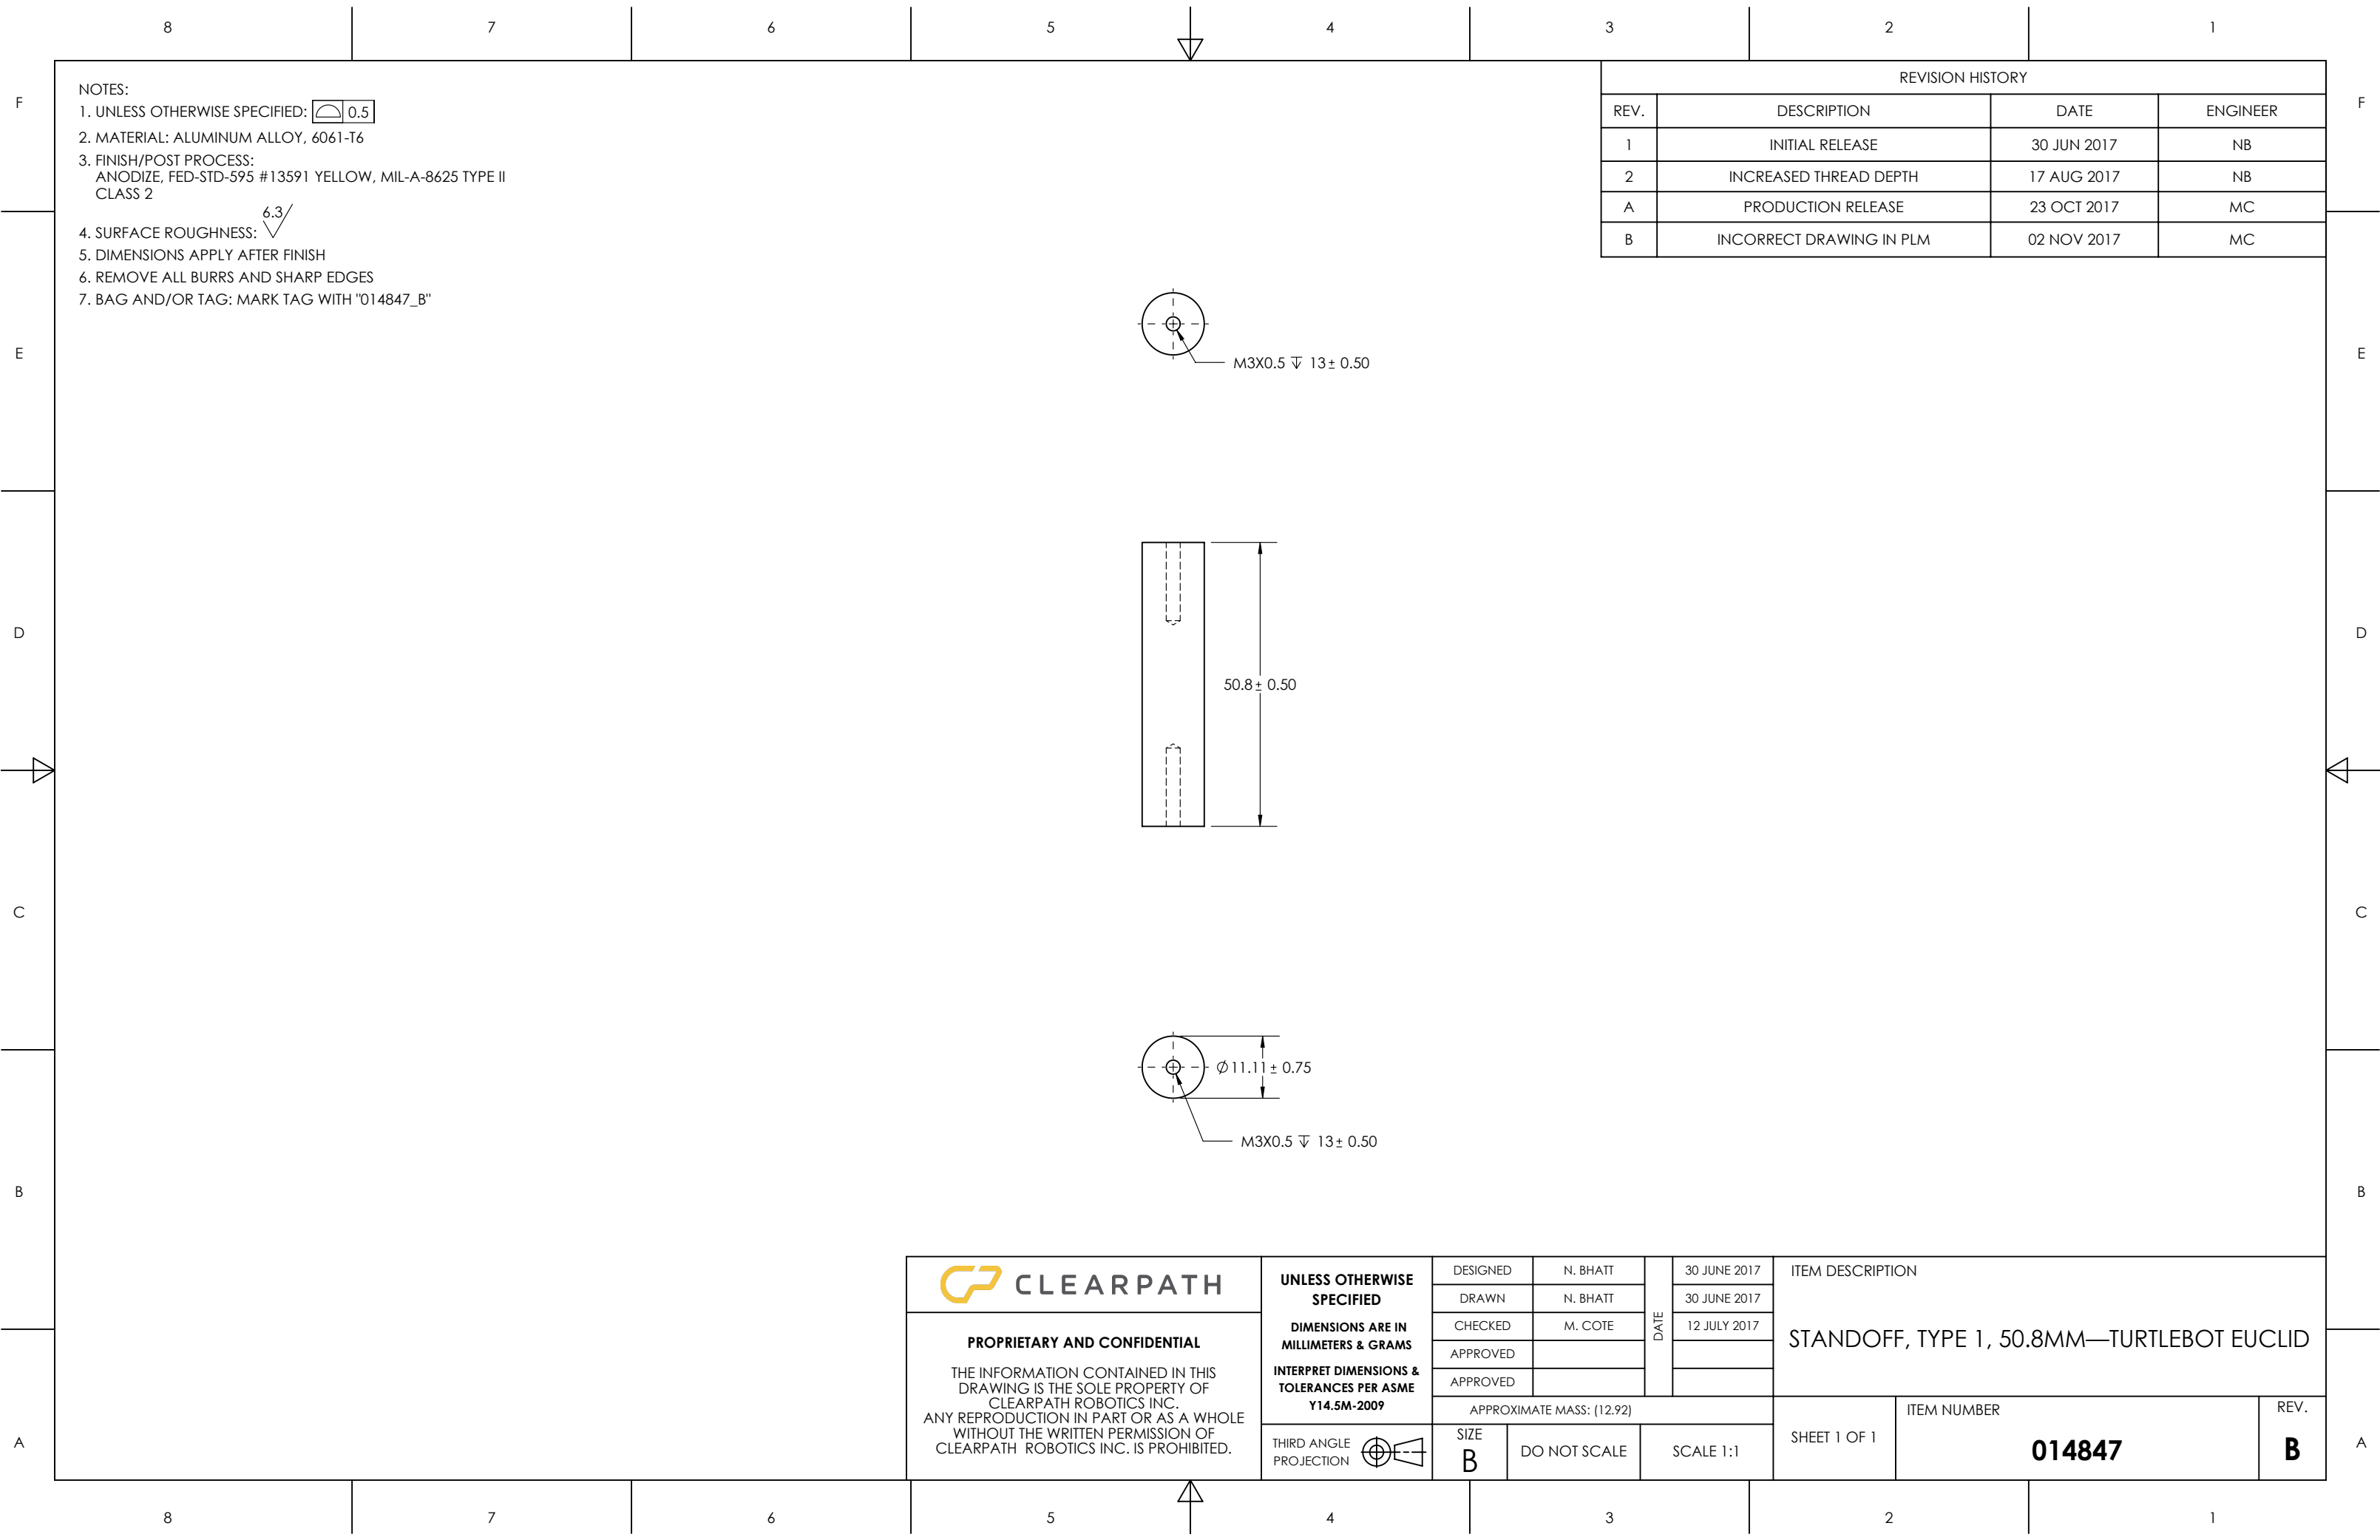 8 7 6 5 4 3 2 1
F F
E E
D D
C C
B B
A A
NOTES:
1. UNLESS OTHERWISE SPECIFIED: ⌓ 0.5
2. MATERIAL: ALUMINUM ALLOY, 6061-T6
3. FINISH/POST PROCESS:
ANODIZE, FED-STD-595 #13591 YELLOW, MIL-A-8625 TYPE II
CLASS 2
6.3
4. SURFACE ROUGHNESS:
5. DIMENSIONS APPLY AFTER FINISH
6. REMOVE ALL BURRS AND SHARP EDGES
7. BAG AND/OR TAG: MARK TAG WITH "014847_B"
REVISION HISTORY
REV. DESCRIPTION DATE ENGINEER
1 INITIAL RELEASE 30 JUN 2017 NB
2 INCREASED THREAD DEPTH 17 AUG 2017 NB
A PRODUCTION RELEASE 23 OCT 2017 MC
B INCORRECT DRAWING IN PLM 02 NOV 2017 MC
M3X0.5 ↧ 13± 0.50
50.8± 0.50
∅11.11± 0.75
M3X0.5 ↧ 13± 0.50
CLEARPATH
PROPRIETARY AND CONFIDENTIAL
THE INFORMATION CONTAINED IN THIS
DRAWING IS THE SOLE PROPERTY OF
CLEARPATH ROBOTICS INC.
ANY REPRODUCTION IN PART OR AS A WHOLE
WITHOUT THE WRITTEN PERMISSION OF
CLEARPATH ROBOTICS INC. IS PROHIBITED.
UNLESS OTHERWISE
SPECIFIED
DIMENSIONS ARE IN
MILLIMETERS & GRAMS
INTERPRET DIMENSIONS &
TOLERANCES PER ASME
Y14.5M-2009
THIRD ANGLE
PROJECTION
DESIGNED N. BHATT 30 JUNE 2017
DRAWN N. BHATT 30 JUNE 2017
CHECKED M. COTE 12 JULY 2017
APPROVED
APPROVED
DATE
APPROXIMATE MASS: (12.92)
SIZE
B
DO NOT SCALE
SCALE 1:1
ITEM DESCRIPTION
STANDOFF, TYPE 1, 50.8MM—TURTLEBOT EUCLID
SHEET 1 OF 1
ITEM NUMBER
014847
REV.
B
8 7 6 5 4 3 2 1